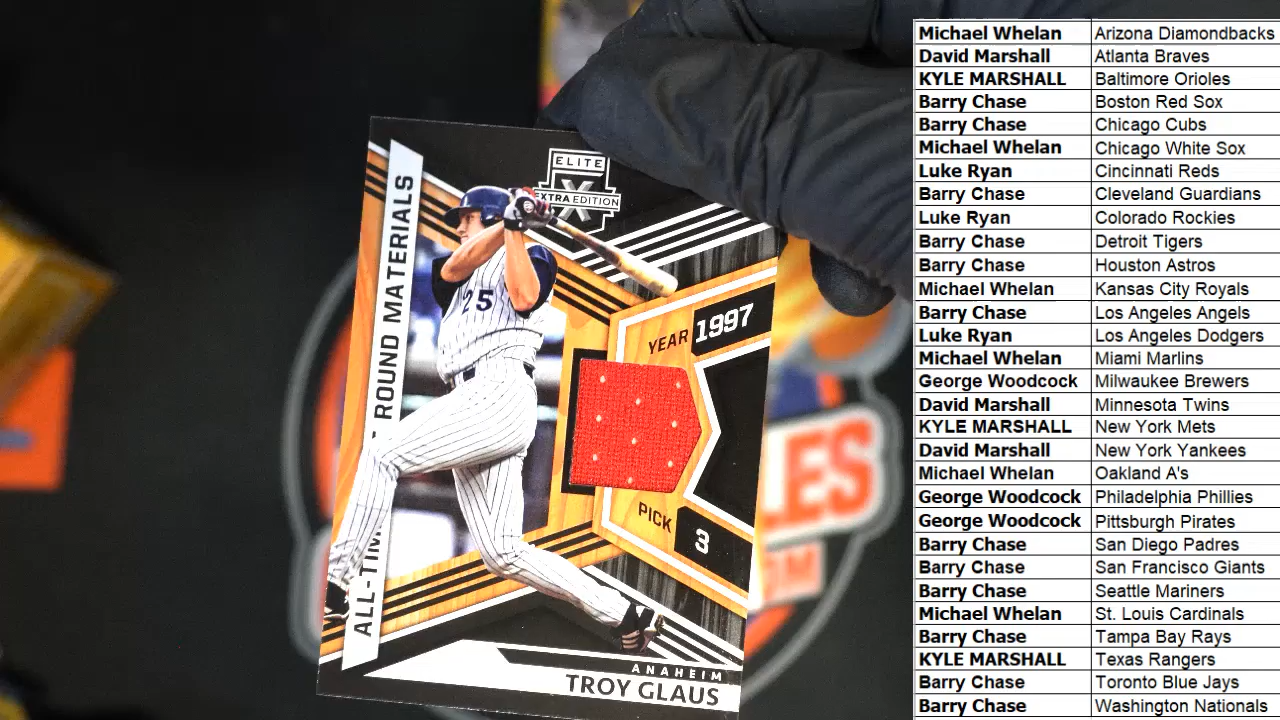 ELITE
X
EXTRA EDITION
ALL-TIM ROUND MATERIALS
25
YEAR 1997
PICK 3
ANAHEIM
TROY GLAUS
LES
OM
Michael Whelan Arizona Diamondbacks
David Marshall Atlanta Braves
KYLE MARSHALL Baltimore Orioles
Barry Chase Boston Red Sox
Barry Chase Chicago Cubs
Michael Whelan Chicago White Sox
Luke Ryan Cincinnati Reds
Barry Chase Cleveland Guardians
Luke Ryan Colorado Rockies
Barry Chase Detroit Tigers
Barry Chase Houston Astros
Michael Whelan Kansas City Royals
Barry Chase Los Angeles Angels
Luke Ryan Los Angeles Dodgers
Michael Whelan Miami Marlins
George Woodcock Milwaukee Brewers
David Marshall Minnesota Twins
KYLE MARSHALL New York Mets
David Marshall New York Yankees
Michael Whelan Oakland A's
George Woodcock Philadelphia Phillies
George Woodcock Pittsburgh Pirates
Barry Chase San Diego Padres
Barry Chase San Francisco Giants
Barry Chase Seattle Mariners
Michael Whelan St. Louis Cardinals
Barry Chase Tampa Bay Rays
KYLE MARSHALL Texas Rangers
Barry Chase Toronto Blue Jays
Barry Chase Washington Nationals